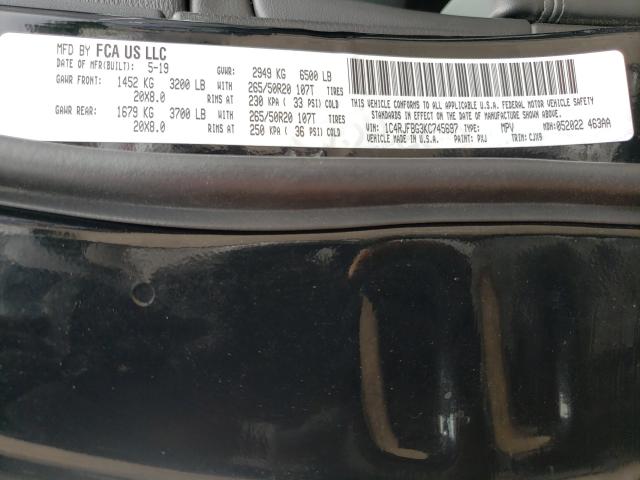 MFD BY FCA US LLC
DATE OF MFR(BUILT): 5-19 GVWR: 2949 KG 6500 LB
GAWR FRONT: 1452 KG 3200 LB WITH 265/50R20 107T TIRES
20X8.0 RIMS AT 230 KPA ( 33 PSI) COLD
GAWR REAR: 1679 KG 3700 LB WITH 265/50R20 107T TIRES
20X8.0 RIMS AT 250 KPA ( 36 PSI) COLD
THIS VEHICLE CONFORMS TO ALL APPLICABLE U.S.A. FEDERAL MOTOR VEHICLE SAFETY
STANDARDS IN EFFECT ON THE DATE OF MANUFACTURE SHOWN ABOVE.
VIN: 1C4RJFBG3KC745697 TYPE: MPV MDH: 052022 463AA
VEHICLE MADE IN U.S.A. PAINT: PXJ TRIM: CJX9